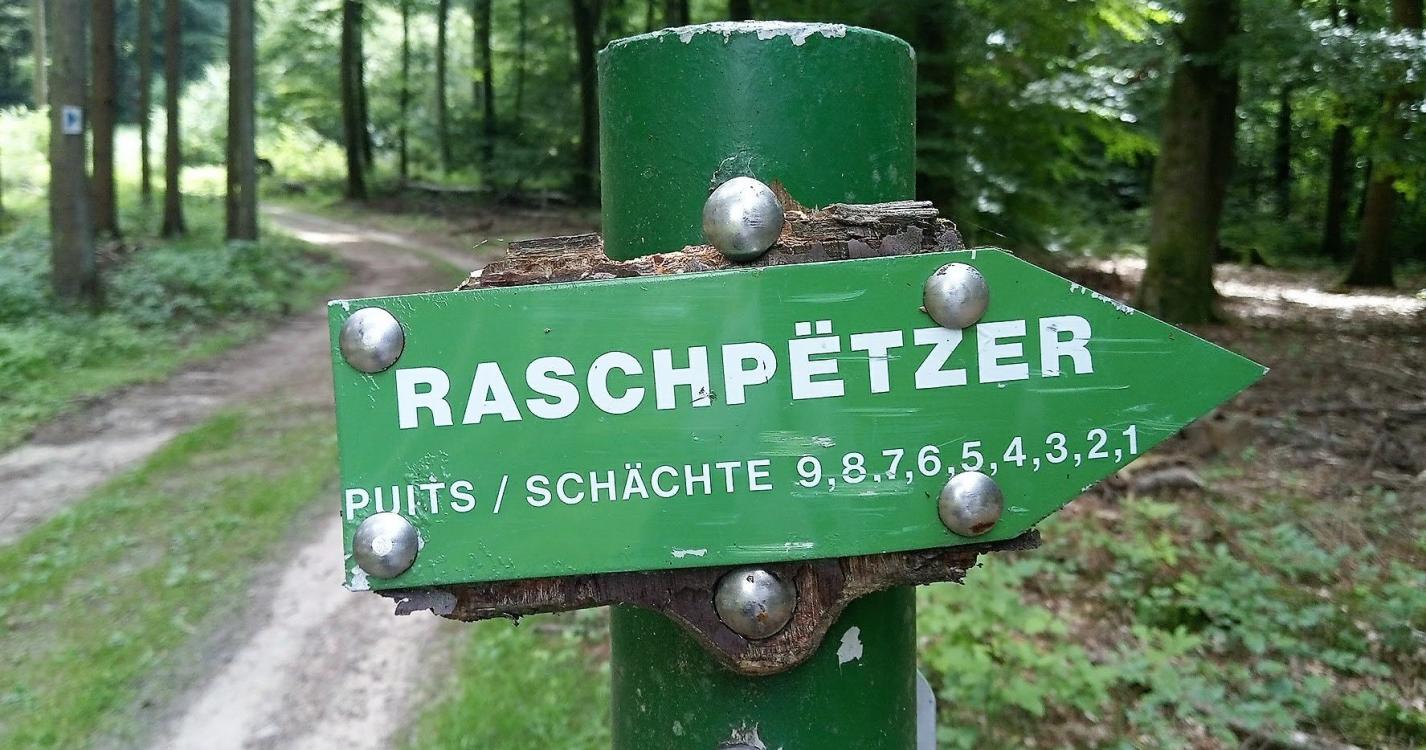 RASCHPËTZER
PUITS / SCHÄCHTE 9,8,7,6,5,4,3,2,1